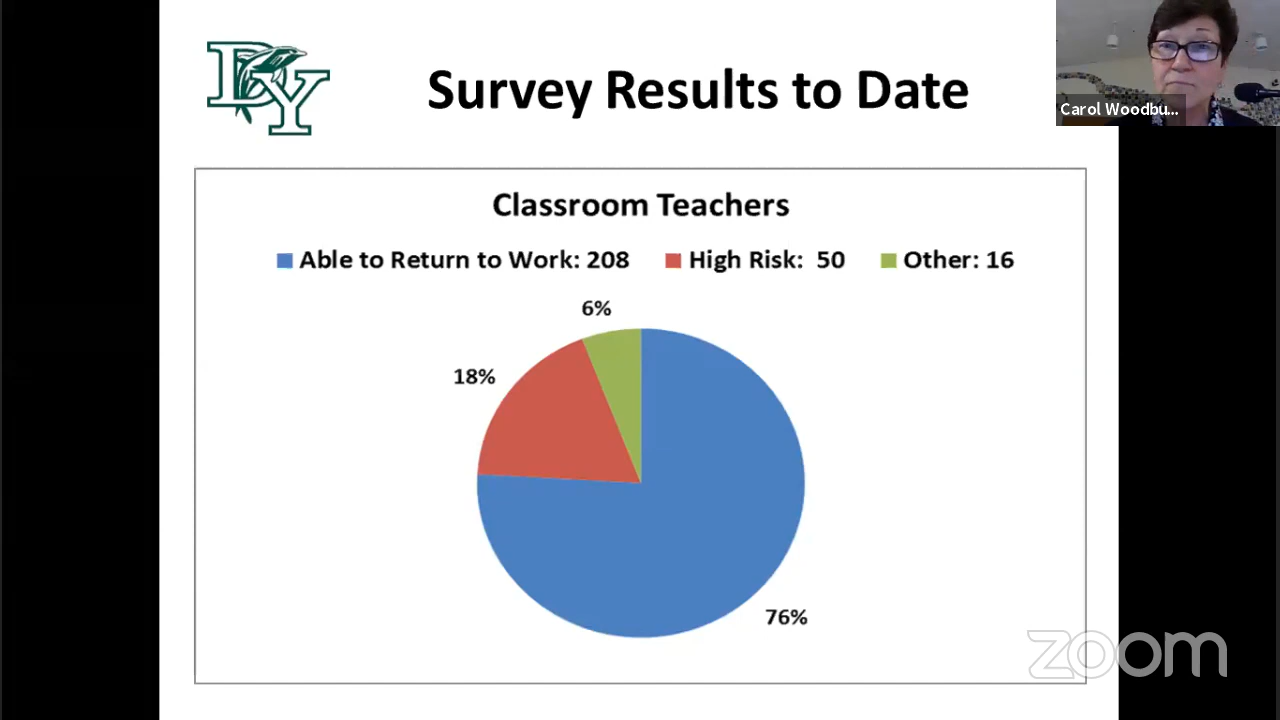 DY
Survey Results to Date
Carol Woodbu...
Classroom Teachers
Able to Return to Work: 208 High Risk: 50 Other: 16
6%
18%
76%
zoom